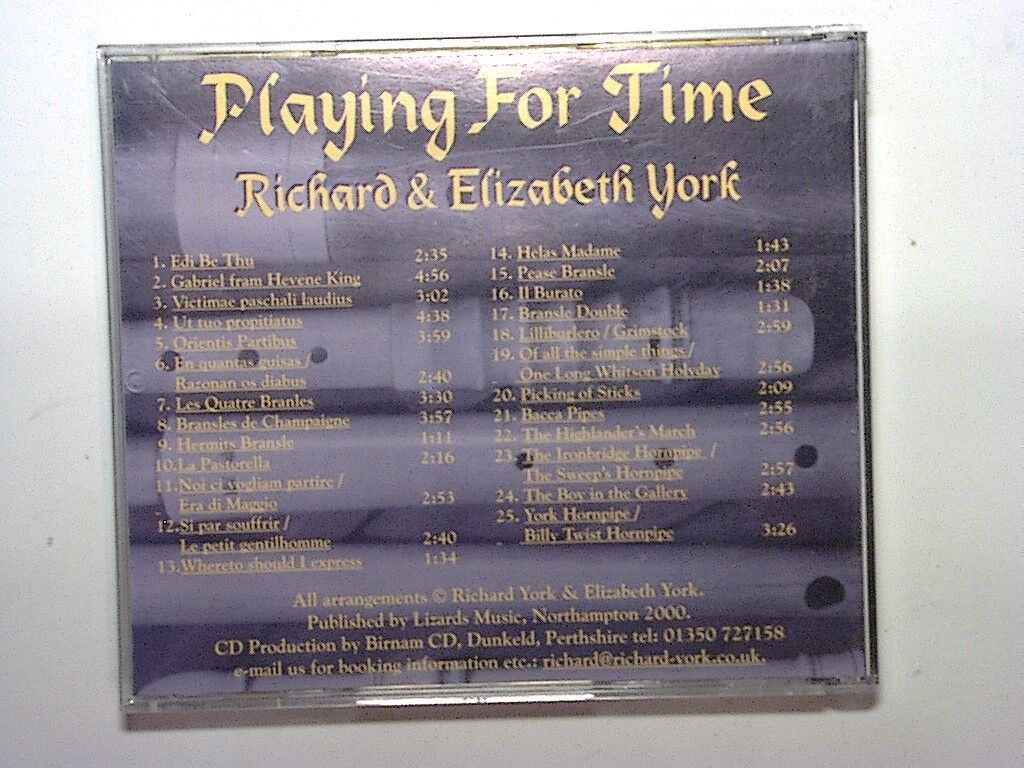 Playing For Time
Richard & Elizabeth York
1. Edi Be Thu 2:35
2. Gabriel fram Hevene King 4:56
3. Victimae paschali laudius 3:02
4. Ut tuo propitiatus 4:38
5. Orientis Partibus 3:59
6. En quantas guisas /
Razonan os diabus 2:40
7. Les Quatre Branles 3:30
8. Bransles de Champaigne 3:57
9. Hermits Bransle 1:11
10. La Pastorella 2:16
11. Noi ci vogliam partire /
Era di Maggio 2:53
12. Si par souffrir /
Le petit gentilhomme 2:40
13. Whereto should I express 1:34
14. Helas Madame 1:43
15. Pease Bransle 2:07
16. Il Burato 1:38
17. Bransle Double 1:31
18. Lilliburlero / Grimstock 2:59
19. Of all the simple things /
One Long Whitson Holyday 2:56
20. Picking of Sticks 2:09
21. Bacca Pipes 2:55
22. The Highlander's March 2:56
23. The Ironbridge Hornpipe /
The Sweep's Hornpipe 2:57
24. The Boy in the Gallery 2:43
25. York Hornpipe /
Billy Twist Hornpipe 3:26
All arrangements © Richard York & Elizabeth York.
Published by Lizards Music, Northampton 2000.
CD Production by Birnam CD, Dunkeld, Perthshire tel: 01350 727158
e-mail us for booking information etc.: richard@richard-york.co.uk.